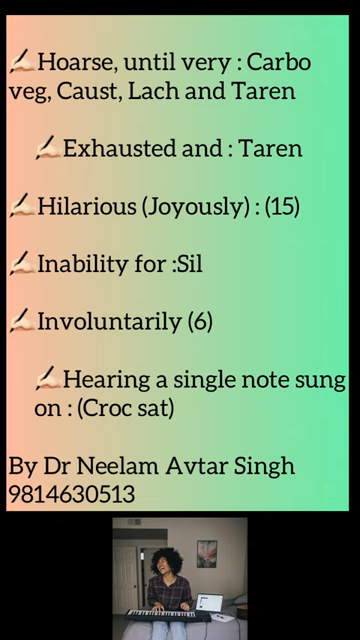 ✍🏻Hoarse, until very : Carbo
veg, Caust, Lach and Taren
✍🏻Exhausted and : Taren
✍🏻Hilarious (Joyously) : (15)
✍🏻Inability for :Sil
✍🏻Involuntarily (6)
✍🏻Hearing a single note sung
on : (Croc sat)
By Dr Neelam Avtar Singh
9814630513